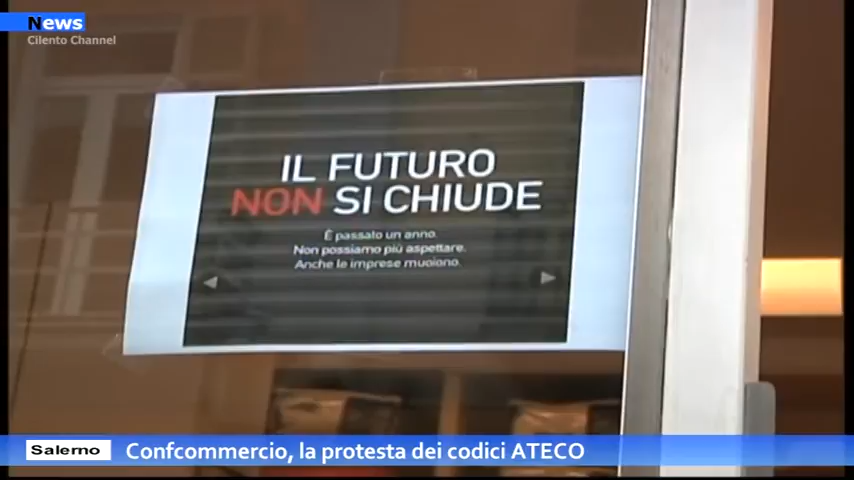 News
Cilento Channel
IL FUTURO
NON SI CHIUDE
È passato un anno.
Non possiamo più aspettare.
Anche le imprese muoiono.
Salerno
Confcommercio, la protesta dei codici ATECO